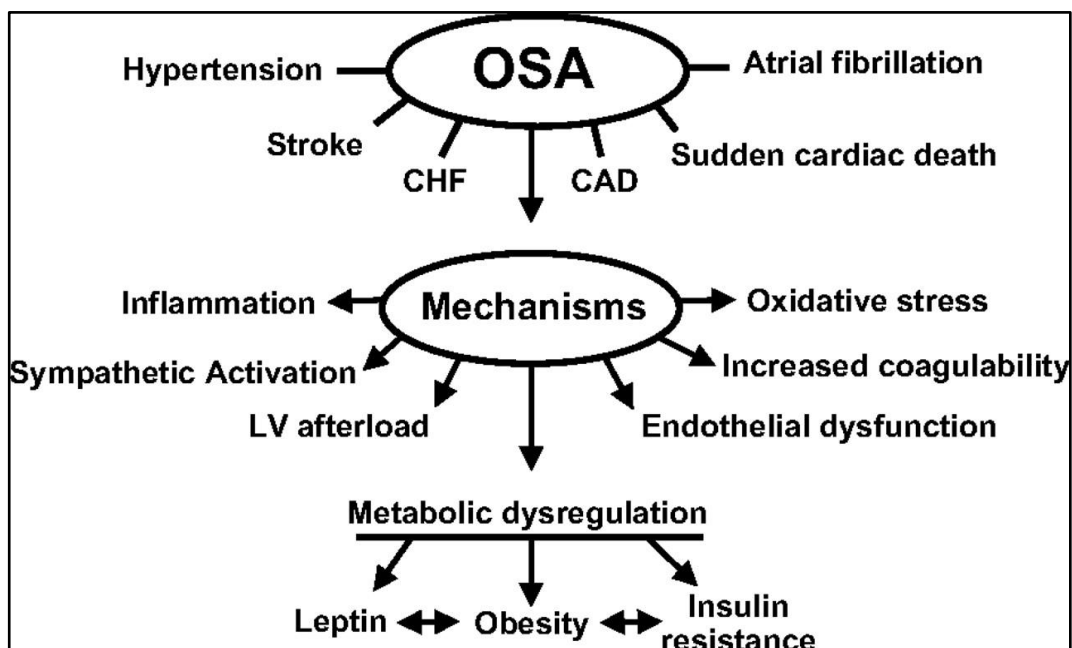 OSA
Hypertension
Atrial fibrillation
Stroke
Sudden cardiac death
CHF
CAD
Mechanisms
Inflammation
Oxidative stress
Sympathetic Activation
Increased coagulability
LV afterload
Endothelial dysfunction
Metabolic dysregulation
Leptin
Obesity
Insulin
resistance